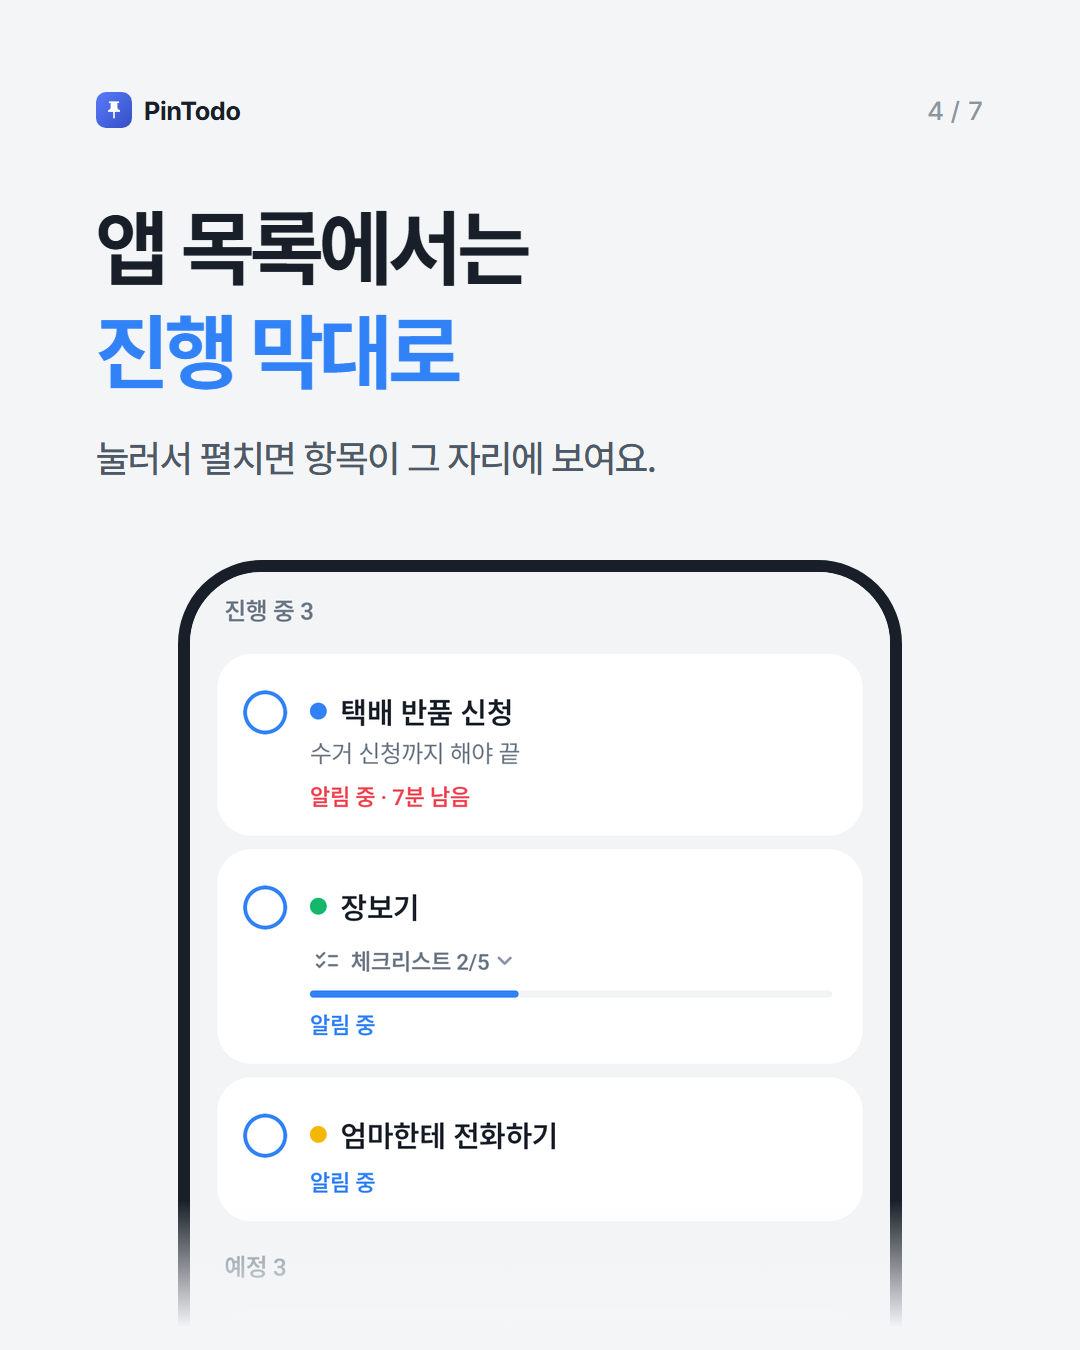 PinTodo
4 / 7
앱 목록에서는
진행 막대로
눌러서 펼치면 항목이 그 자리에 보여요.
진행 중 3
택배 반품 신청
수거 신청까지 해야 끝
알림 중 · 7분 남음
장보기
체크리스트 2/5
알림 중
엄마한테 전화하기
알림 중
예정 3